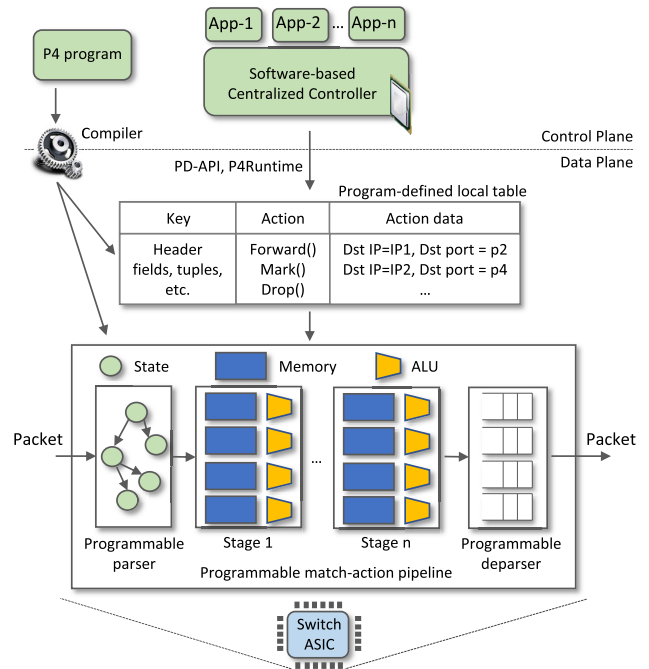 App-1 App-2 ... App-n
P4 program
Software-based
Centralized Controller
Compiler
Control Plane
PD-API, P4Runtime
Data Plane
Program-defined local table
Key Action Action data
Header Forward() Dst IP=IP1, Dst port = p2
fields, tuples, Mark() Dst IP=IP2, Dst port = p4
etc. Drop() ...
State Memory ALU
Packet ... Packet
Programmable Stage 1 Stage n Programmable
parser deparser
Programmable match-action pipeline
Switch
ASIC